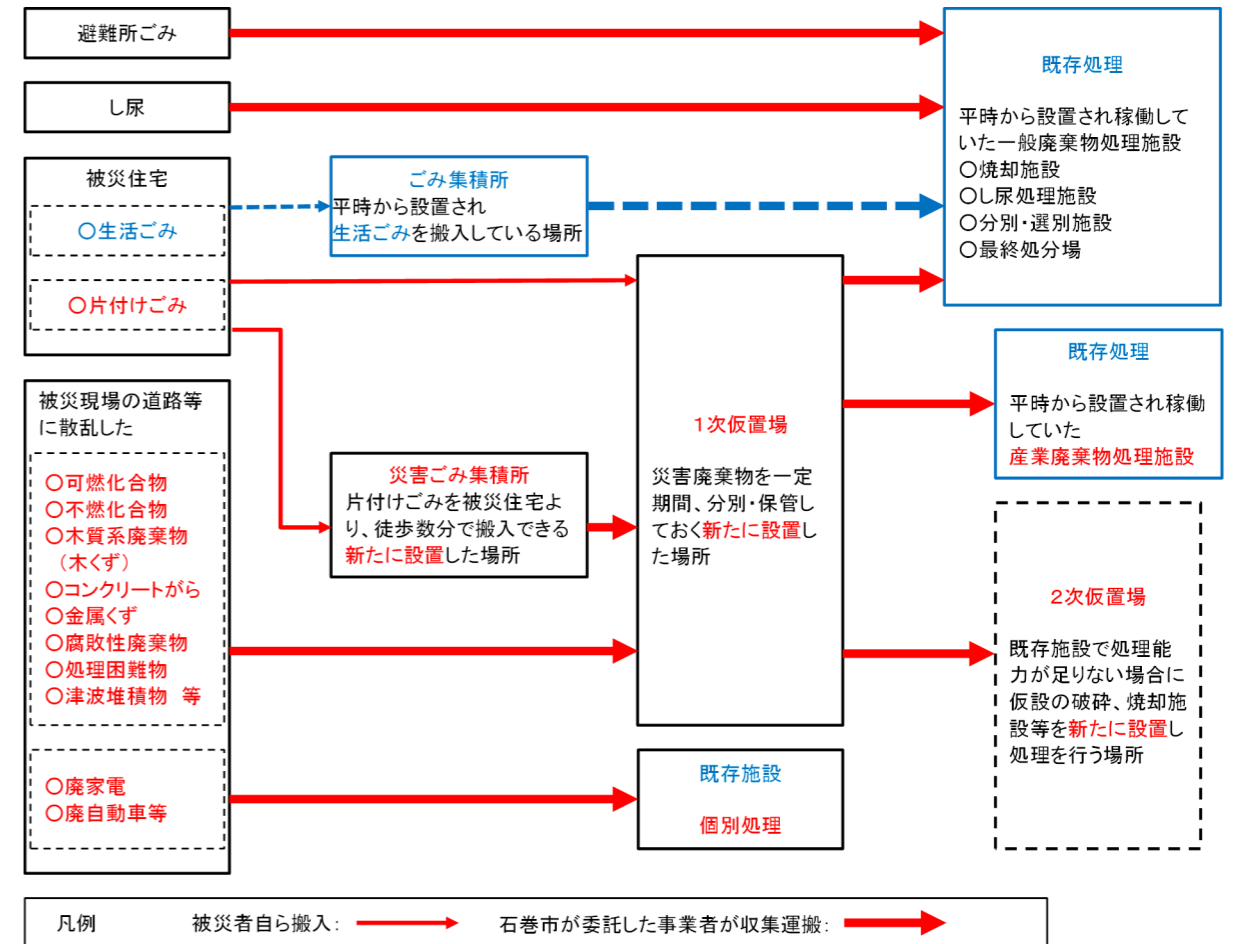 避難所ごみ
し尿
被災住宅
○生活ごみ
○片付けごみ
ごみ集積所
平時から設置され
生活ごみを搬入している場所
既存処理
平時から設置され稼働して
いた一般廃棄物処理施設
○焼却施設
○し尿処理施設
○分別・選別施設
○最終処分場
被災現場の道路等
に散乱した
○可燃化合物
○不燃化合物
○木質系廃棄物
（木くず）
○コンクリートがら
○金属くず
○腐敗性廃棄物
○処理困難物
○津波堆積物 等
○廃家電
○廃自動車等
災害ごみ集積所
片付けごみを被災住宅よ
り、徒歩数分で搬入できる
新たに設置した場所
１次仮置場
災害廃棄物を一定
期間、分別・保管し
ておく新たに設置し
た場所
既存施設
個別処理
既存処理
平時から設置され稼働
していた
産業廃棄物処理施設
２次仮置場
既存施設で処理能
力が足りない場合に
仮設の破砕、焼却施
設等を新たに設置し
処理を行う場所
凡例 被災者自ら搬入： 石巻市が委託した事業者が収集運搬：